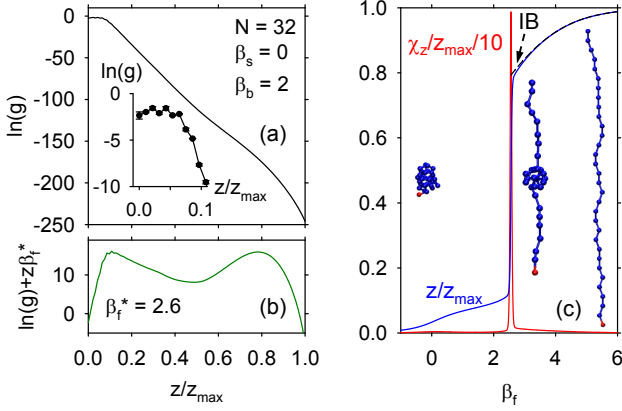 0
-50
-100
-150
-200
-250
ln(g)
N = 32
β_s = 0
β_b = 2
(a)
ln(g)
0
-5
-10
0.0
0.1
z/z_max
ln(g)+zβ_f*
10
0
β_f* = 2.6
(b)
0.0 0.2 0.4 0.6 0.8 1.0
z/z_max
1.0
0.8
0.6
0.4
0.2
0.0
χ_z/z_max/10
IB
z/z_max
(c)
0 2 4 6
β_f